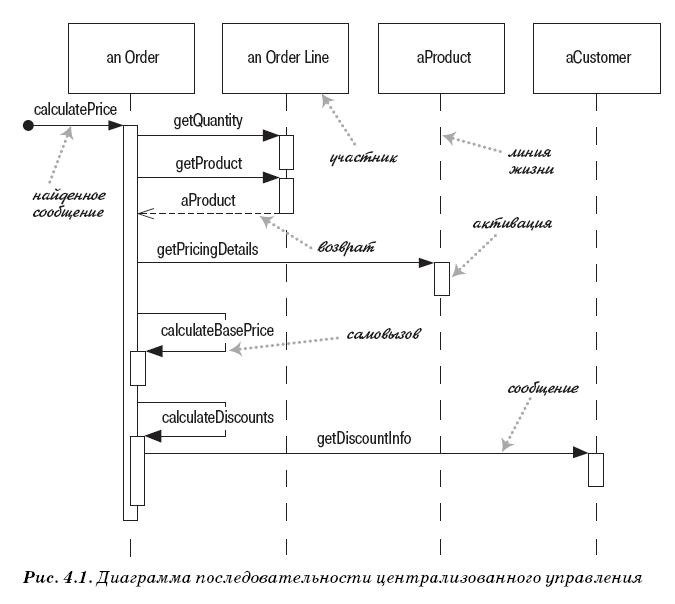 an Order
an Order Line
aProduct
aCustomer
calculatePrice
getQuantity
участник
линия
жизни
getProduct
найденное
сообщение
aProduct
возврат
активация
getPricingDetails
calculateBasePrice
самовызов
сообщение
calculateDiscounts
getDiscountInfo
Рис. 4.1. Диаграмма последовательности централизованного управления